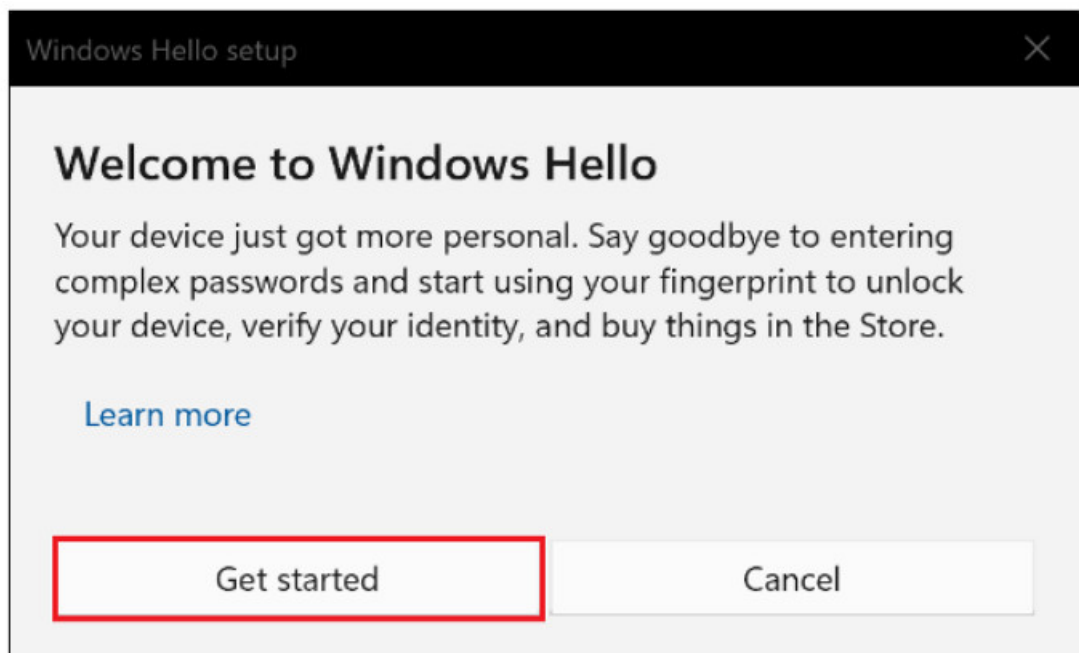 Windows Hello setup
Welcome to Windows Hello
Your device just got more personal. Say goodbye to entering
complex passwords and start using your fingerprint to unlock
your device, verify your identity, and buy things in the Store.
Learn more
Get started
Cancel